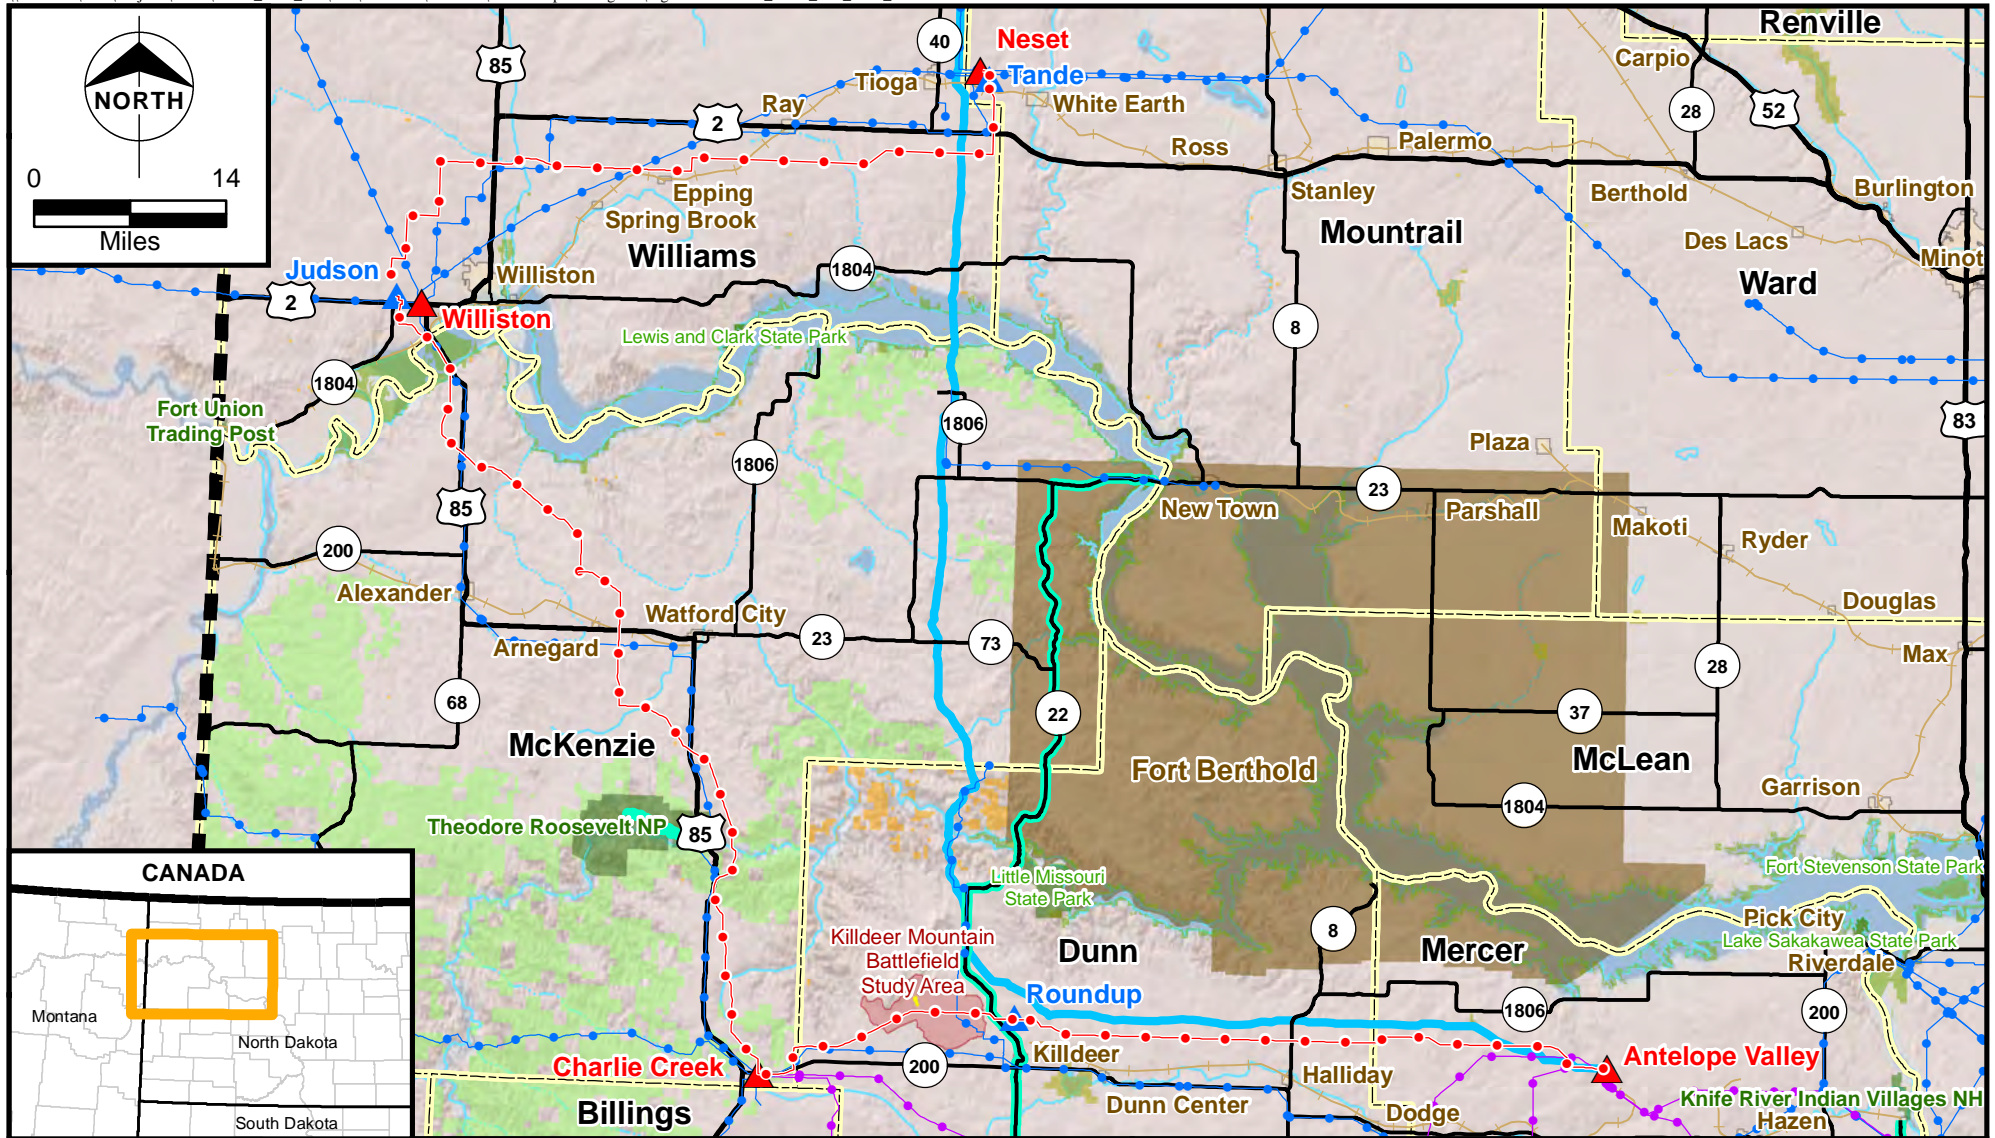 NORTH
0 14
Miles
Renville
Carpio
40
Neset
85
Tioga
Tande
Ray
White Earth
28
52
2
Ross
Palermo
Epping
Stanley
Berthold
Burlington
Spring Brook
Mountrail
Des Lacs
Williams
Minot
Judson
Williston
1804
Ward
2
Williston
8
Lewis and Clark State Park
1804
Fort Union
Trading Post
1806
83
Plaza
1806
23
New Town
Parshall
85
Makoti
Ryder
200
Alexander
Watford City
Douglas
Arnegard
23
73
Max
28
68
22
37
McKenzie
McLean
Fort Berthold
Garrison
1804
Theodore Roosevelt NP
85
Little Missouri
State Park
Fort Stevenson State Park
CANADA
Pick City
8
Killdeer Mountain
Battlefield
Study Area
Dunn
Mercer
Lake Sakakawea State Park
Riverdale
Roundup
1806
200
Montana
North Dakota
Killdeer
Charlie Creek
200
Antelope Valley
Halliday
Knife River Indian Villages NH
Dunn Center
Billings
Dodge
Hazen
South Dakota